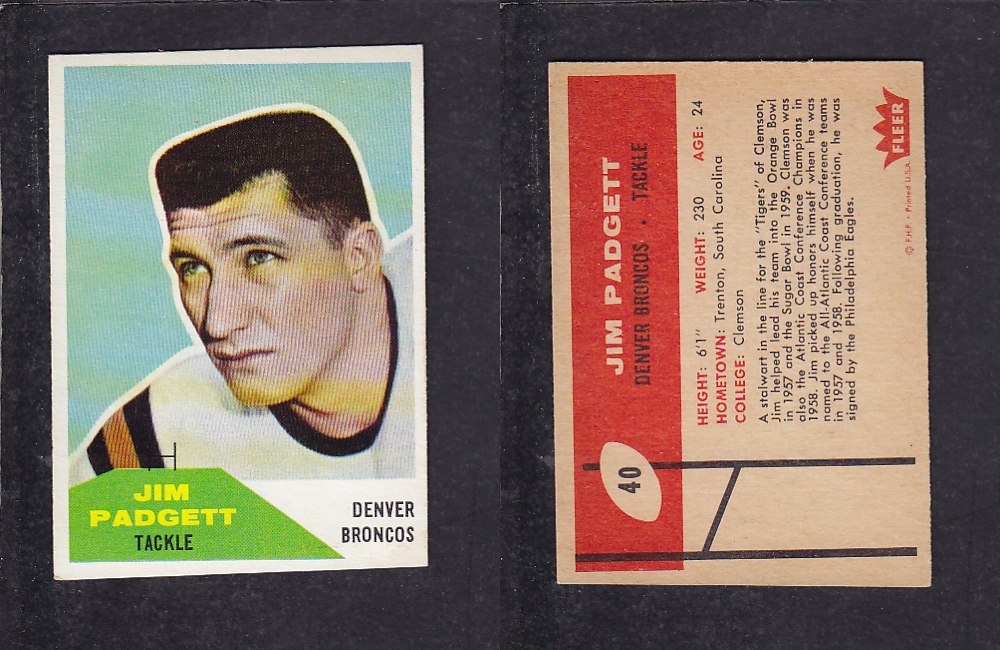 JIM
PADGETT
TACKLE
DENVER
BRONCOS
40
JIM PADGETT
DENVER BRONCOS • TACKLE
HEIGHT: 6'1" WEIGHT: 230 AGE: 24
HOMETOWN: Trenton, South Carolina
COLLEGE: Clemson
A stalwart in the line for the "Tigers" of Clemson,
Jim helped lead his team into the Orange Bowl
in 1957 and the Sugar Bowl in 1959. Clemson was
also the Atlantic Coast Conference Champions in
1958. Jim picked up honors himself when he was
named to the All-Atlantic Coast Conference teams
in 1957 and 1958. Following graduation, he was
signed by the Philadelphia Eagles.
© F.H.F. • Printed U.S.A.
FLEER